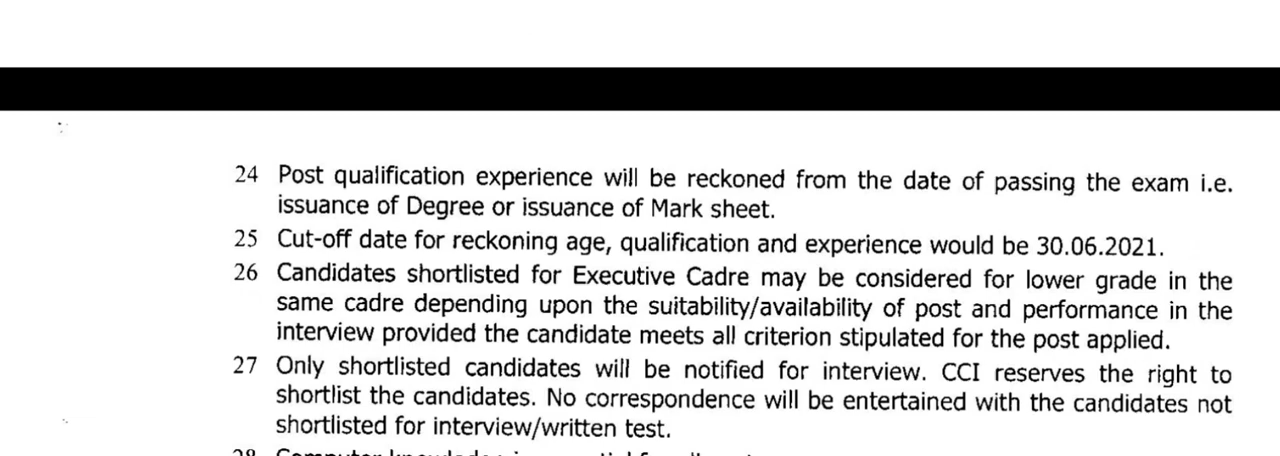 24 Post qualification experience will be reckoned from the date of passing the exam i.e.
issuance of Degree or issuance of Mark sheet.
25 Cut-off date for reckoning age, qualification and experience would be 30.06.2021.
26 Candidates shortlisted for Executive Cadre may be considered for lower grade in the
same cadre depending upon the suitability/availability of post and performance in the
interview provided the candidate meets all criterion stipulated for the post applied.
27 Only shortlisted candidates will be notified for interview. CCI reserves the right to
shortlist the candidates. No correspondence will be entertained with the candidates not
shortlisted for interview/written test.